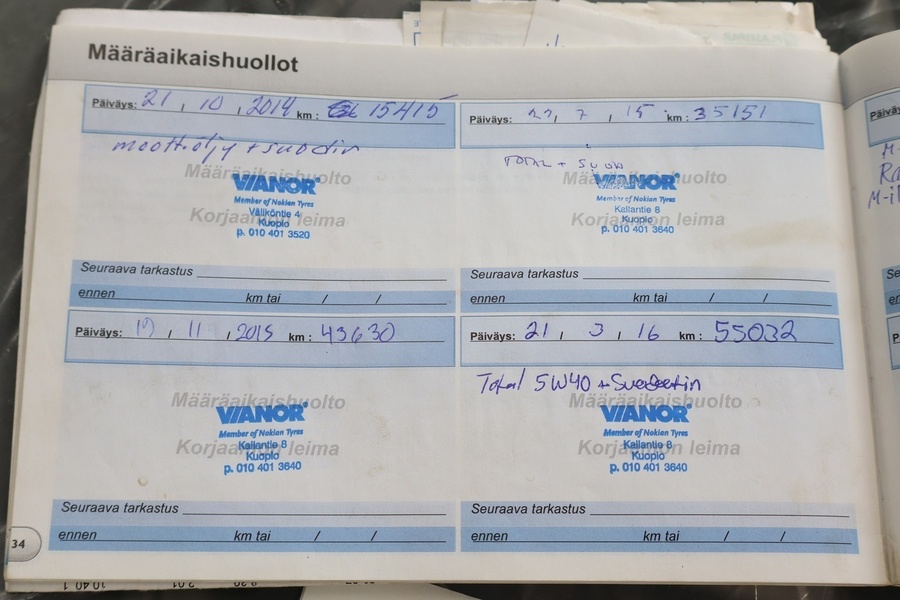 Määräaikaishuollot
Päiväys: 21 , 10 , 2014 km : 15415
moottoriöljy + suodin
Määräaikaishuolto
VIANOR
Member of Nokian Tyres
Korjaamon leima
Välikontie 4
Kuopio
p. 010 401 3520
Seuraava tarkastus
ennen km tai / /
Päiväys: , 7 , 15 km : 35151
TOTAL +
Määräaikaishuolto
VIANOR
Member of Nokian Tyres
Korjaamon leima
Kallantie 8
Kuopio
p. 010 401 3640
Seuraava tarkastus
ennen km tai / /
Päiväys: , 11 , 2015 km : 43630
Määräaikaishuolto
VIANOR
Member of Nokian Tyres
Korjaamon leima
Kallantie 8
Kuopio
p. 010 401 3640
Seuraava tarkastus
ennen km tai / /
Päiväys: 21 , 3 , 16 km : 55032
Total 5W40 +
Määräaikaishuolto
VIANOR
Member of Nokian Tyres
Korjaamon leima
Kallantie 8
Kuopio
p. 010 401 3640
Seuraava tarkastus
ennen km tai / /
34